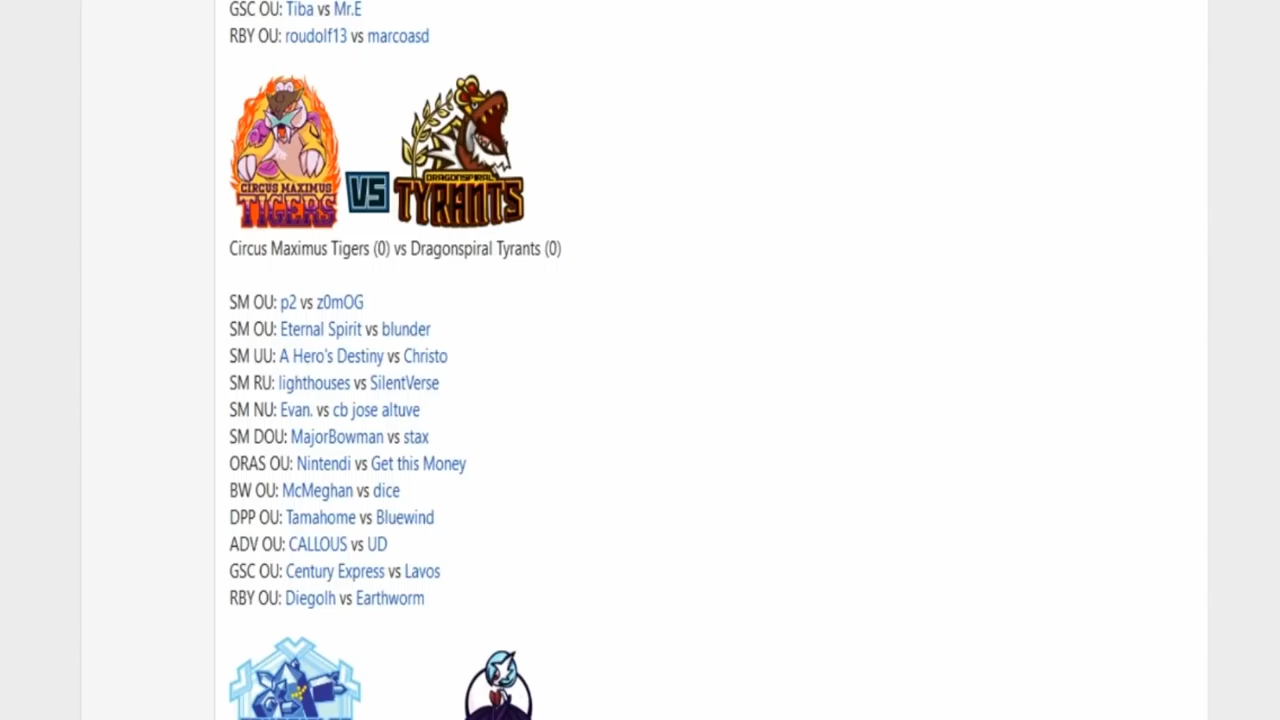 GSC OU: Tiba vs Mr.E
RBY OU: roudolf13 vs marcoasd
CIRCUS MAXIMUS
TIGERS
VS
DRAGONSPIRAL
TYRANTS
Circus Maximus Tigers (0) vs Dragonspiral Tyrants (0)
SM OU: p2 vs z0mOG
SM OU: Eternal Spirit vs blunder
SM UU: A Hero's Destiny vs Christo
SM RU: lighthouses vs SilentVerse
SM NU: Evan. vs cb jose altuve
SM DOU: MajorBowman vs stax
ORAS OU: Nintendi vs Get this Money
BW OU: McMeghan vs dice
DPP OU: Tamahome vs Bluewind
ADV OU: CALLOUS vs UD
GSC OU: Century Express vs Lavos
RBY OU: Diegolh vs Earthworm